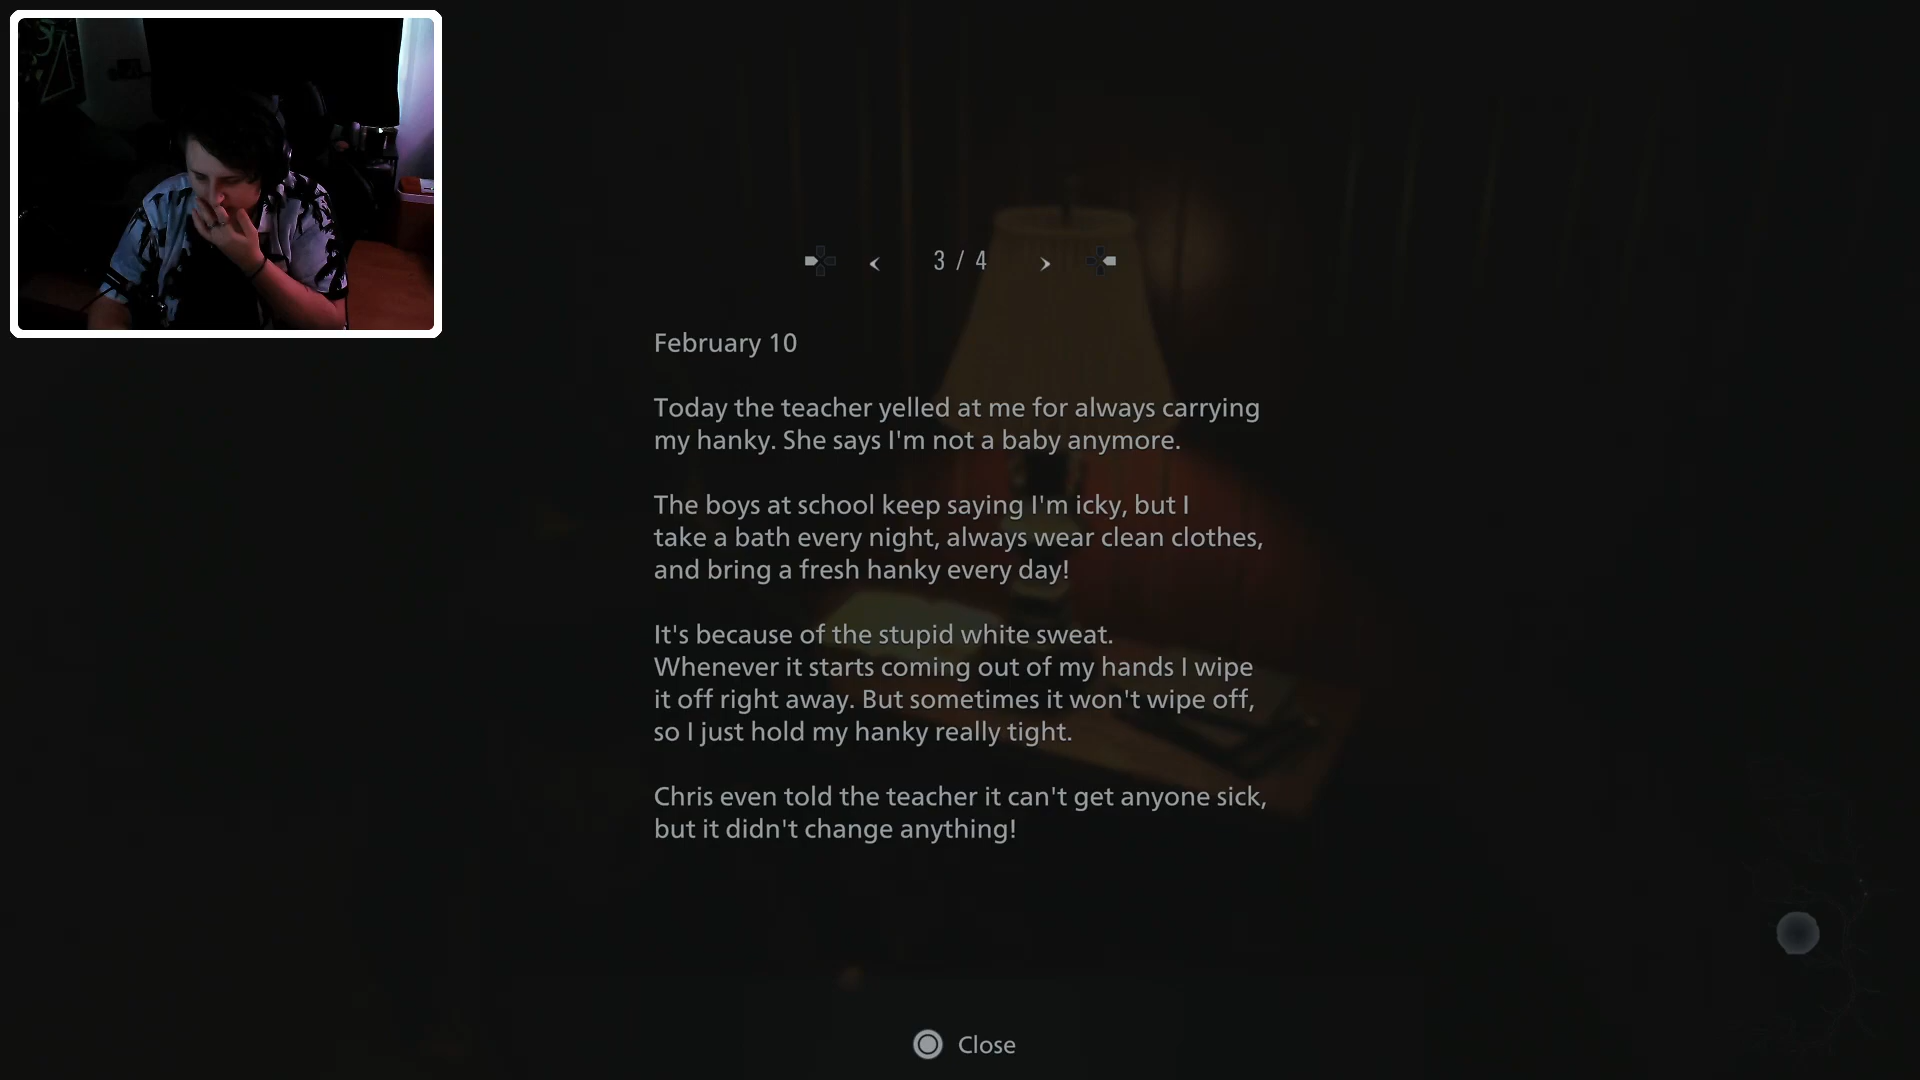 3 / 4
February 10
Today the teacher yelled at me for always carrying
my hanky. She says I'm not a baby anymore.
The boys at school keep saying I'm icky, but I
take a bath every night, always wear clean clothes,
and bring a fresh hanky every day!
It's because of the stupid white sweat.
Whenever it starts coming out of my hands I wipe
it off right away. But sometimes it won't wipe off,
so I just hold my hanky really tight.
Chris even told the teacher it can't get anyone sick,
but it didn't change anything!
Close